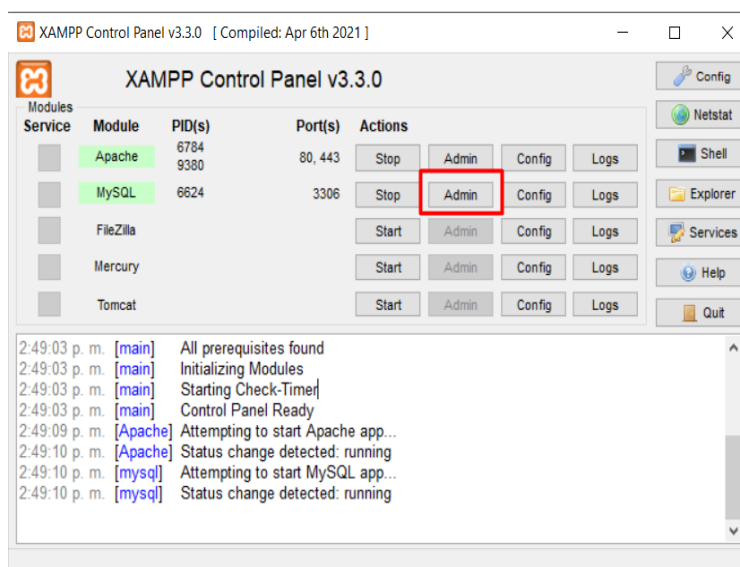 XAMPP Control Panel v3.3.0 [ Compiled: Apr 6th 2021 ]
XAMPP Control Panel v3.3.0
Config
Modules
Service Module PID(s) Port(s) Actions
Netstat
Apache 6784 9380 80, 443 Stop Admin Config Logs
Shell
MySQL 6624 3306 Stop Admin Config Logs
Explorer
FileZilla Start Admin Config Logs
Services
Mercury Start Admin Config Logs
Help
Tomcat Start Admin Config Logs
Quit
2:49:03 p. m. [main] All prerequisites found
2:49:03 p. m. [main] Initializing Modules
2:49:03 p. m. [main] Starting Check-Timer
2:49:03 p. m. [main] Control Panel Ready
2:49:09 p. m. [Apache] Attempting to start Apache app...
2:49:10 p. m. [Apache] Status change detected: running
2:49:10 p. m. [mysql] Attempting to start MySQL app...
2:49:10 p. m. [mysql] Status change detected: running